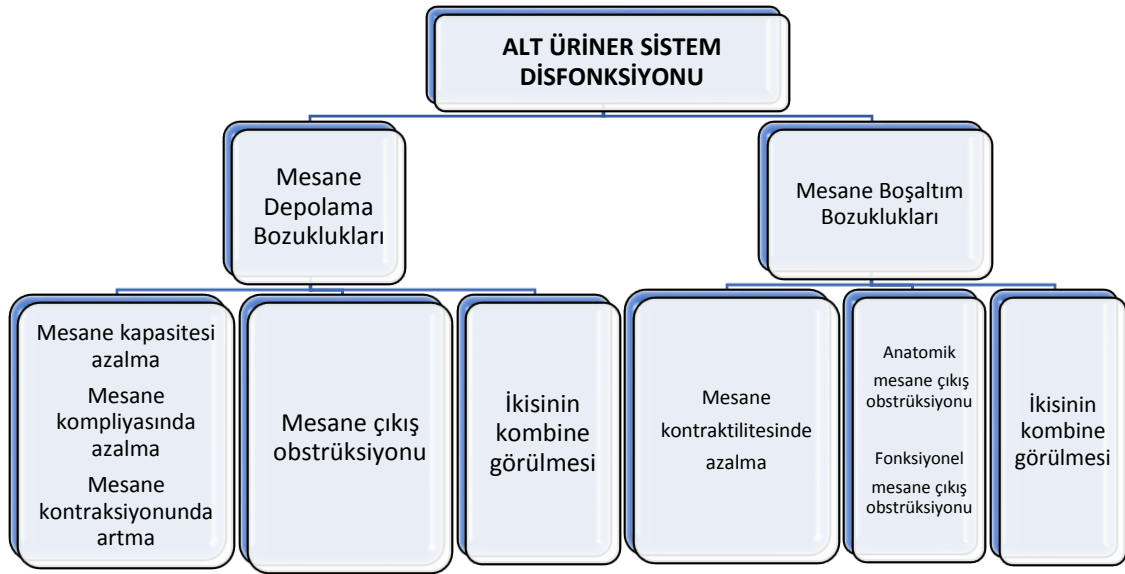 ALT ÜRİNER SİSTEM
DİSFONKSİYONU
Mesane
Depolama
Bozuklukları
Mesane Boşaltım
Bozuklukları
Mesane kapasitesi
azalma
Mesane
kompliyasında
azalma
Mesane
kontraksiyonunda
artma
Mesane çıkış
obstrüksiyonu
İkisinin
kombine
görülmesi
Mesane
kontraktilitesinde
azalma
Anatomik
mesane çıkış
obstrüksiyonu
Fonksiyonel
mesane çıkış
obstrüksiyonu
İkisinin
kombine
görülmesi